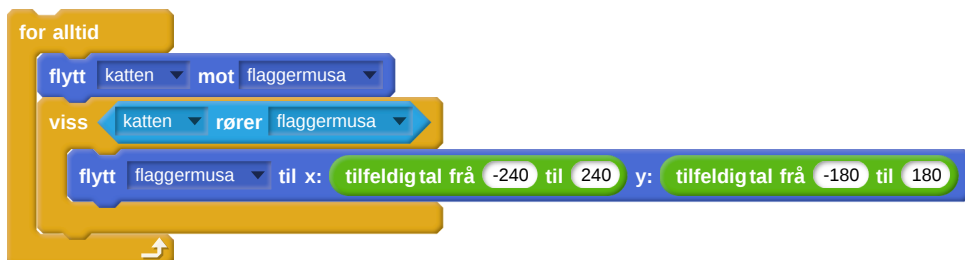 for alltid
flytt katten mot flaggermusa
viss katten rører flaggermusa
flytt flaggermusa til x: tilfeldig tal frå -240 til 240 y: tilfeldig tal frå -180 til 180